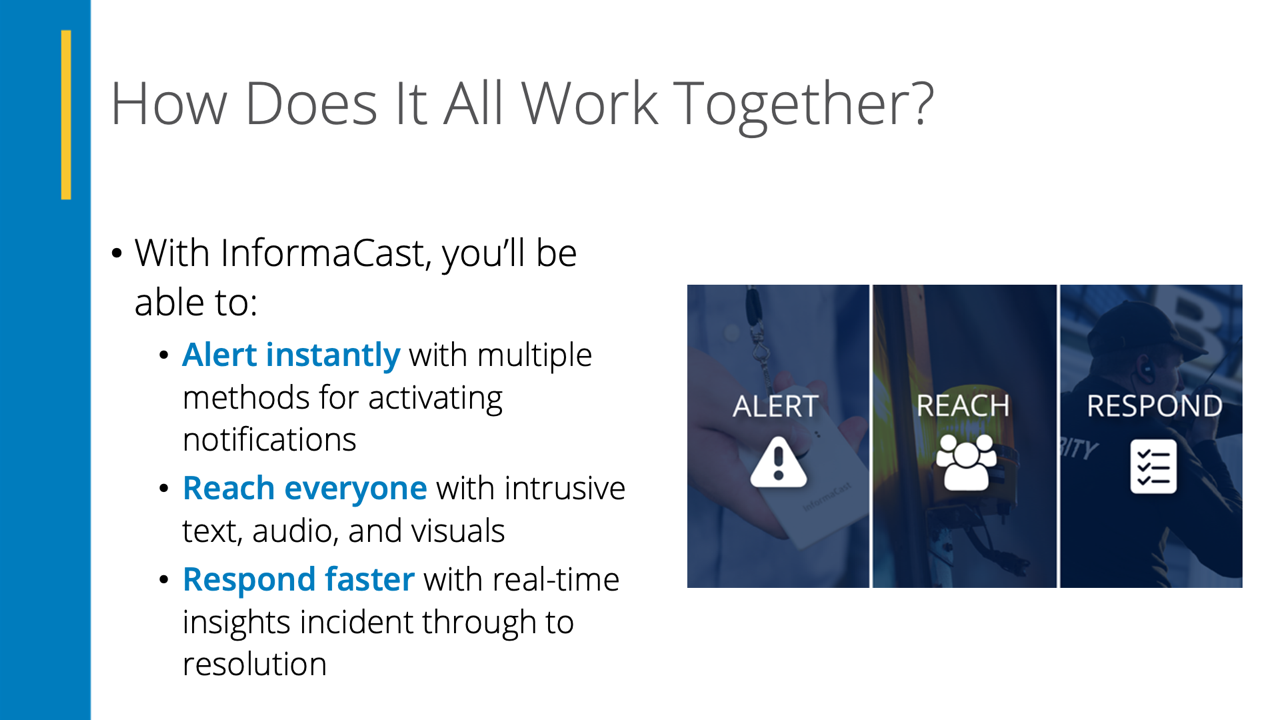 How Does It All Work Together?
• With InformaCast, you’ll be
able to:
• Alert instantly with multiple
methods for activating
notifications
• Reach everyone with intrusive
text, audio, and visuals
• Respond faster with real-time
insights incident through to
resolution
ALERT
REACH
RESPOND
InformaCast
RITY
B